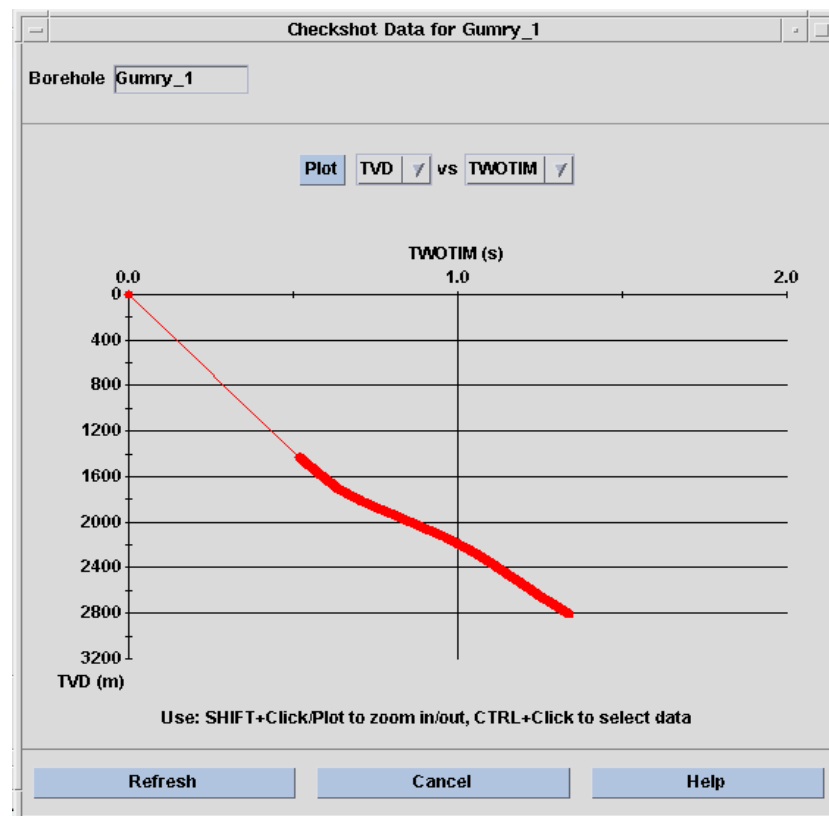 Checkshot Data for Gumry_1
Borehole Gumry_1
Plot TVD vs TWOTIM
TWOTIM (s)
0.0 1.0 2.0
0
400
800
1200
1600
2000
2400
2800
3200
TVD (m)
Use: SHIFT+Click/Plot to zoom in/out, CTRL+Click to select data
Refresh Cancel Help